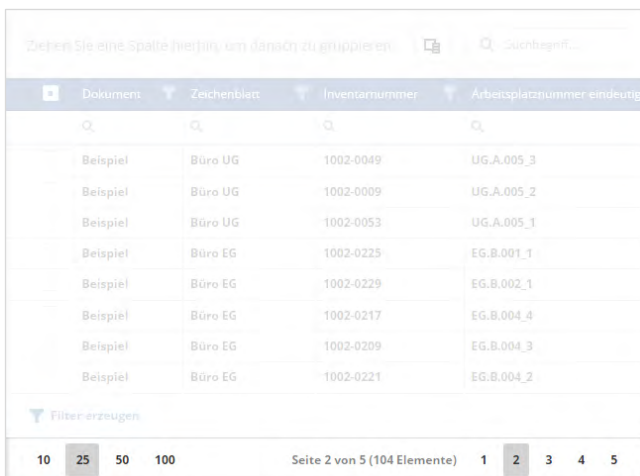 Ziehen Sie eine Spalte hierhin, um danach zu gruppieren Suchbegriff...
Dokument Zeichenblatt Inventarnummer Arbeitsplatznummer eindeutig
Beispiel Büro UG 1002-0049 UG.A.005_3
Beispiel Büro UG 1002-0009 UG.A.005_2
Beispiel Büro UG 1002-0053 UG.A.005_1
Beispiel Büro EG 1002-0225 EG.B.001_1
Beispiel Büro EG 1002-0229 EG.B.002_1
Beispiel Büro EG 1002-0217 EG.B.004_4
Beispiel Büro EG 1002-0209 EG.B.004_3
Beispiel Büro EG 1002-0221 EG.B.004_2
Filter erzeugen
10 25 50 100 Seite 2 von 5 (104 Elemente) 1 2 3 4 5